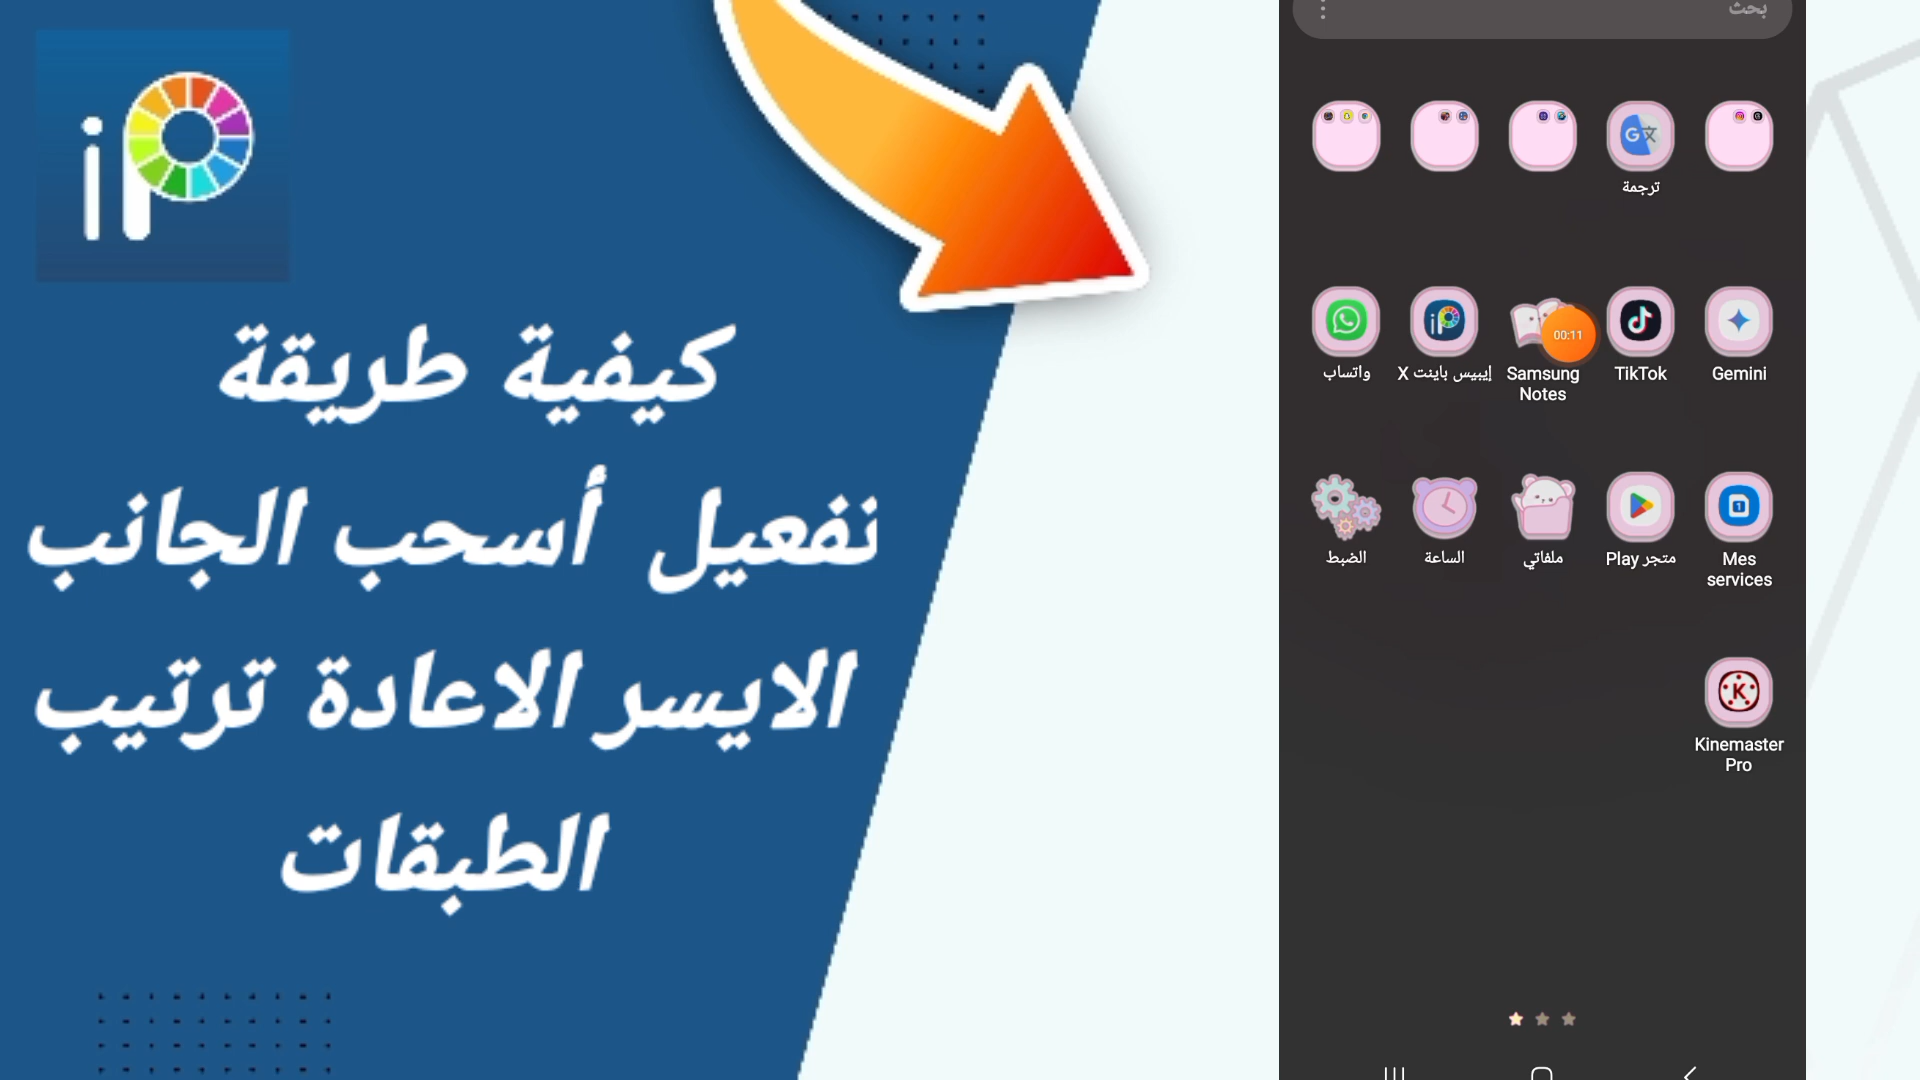 iP
كيفية طريقة
نفعيل أسحب الجانب
الايسر الاعادة ترتيب
الطبقات
بحث
ترجمة
واتساب
إيبيس باينت X
Samsung Notes
00:11
TikTok
Gemini
الضبط
الساعة
ملفاتي
متجر Play
Mes services
Kinemaster Pro